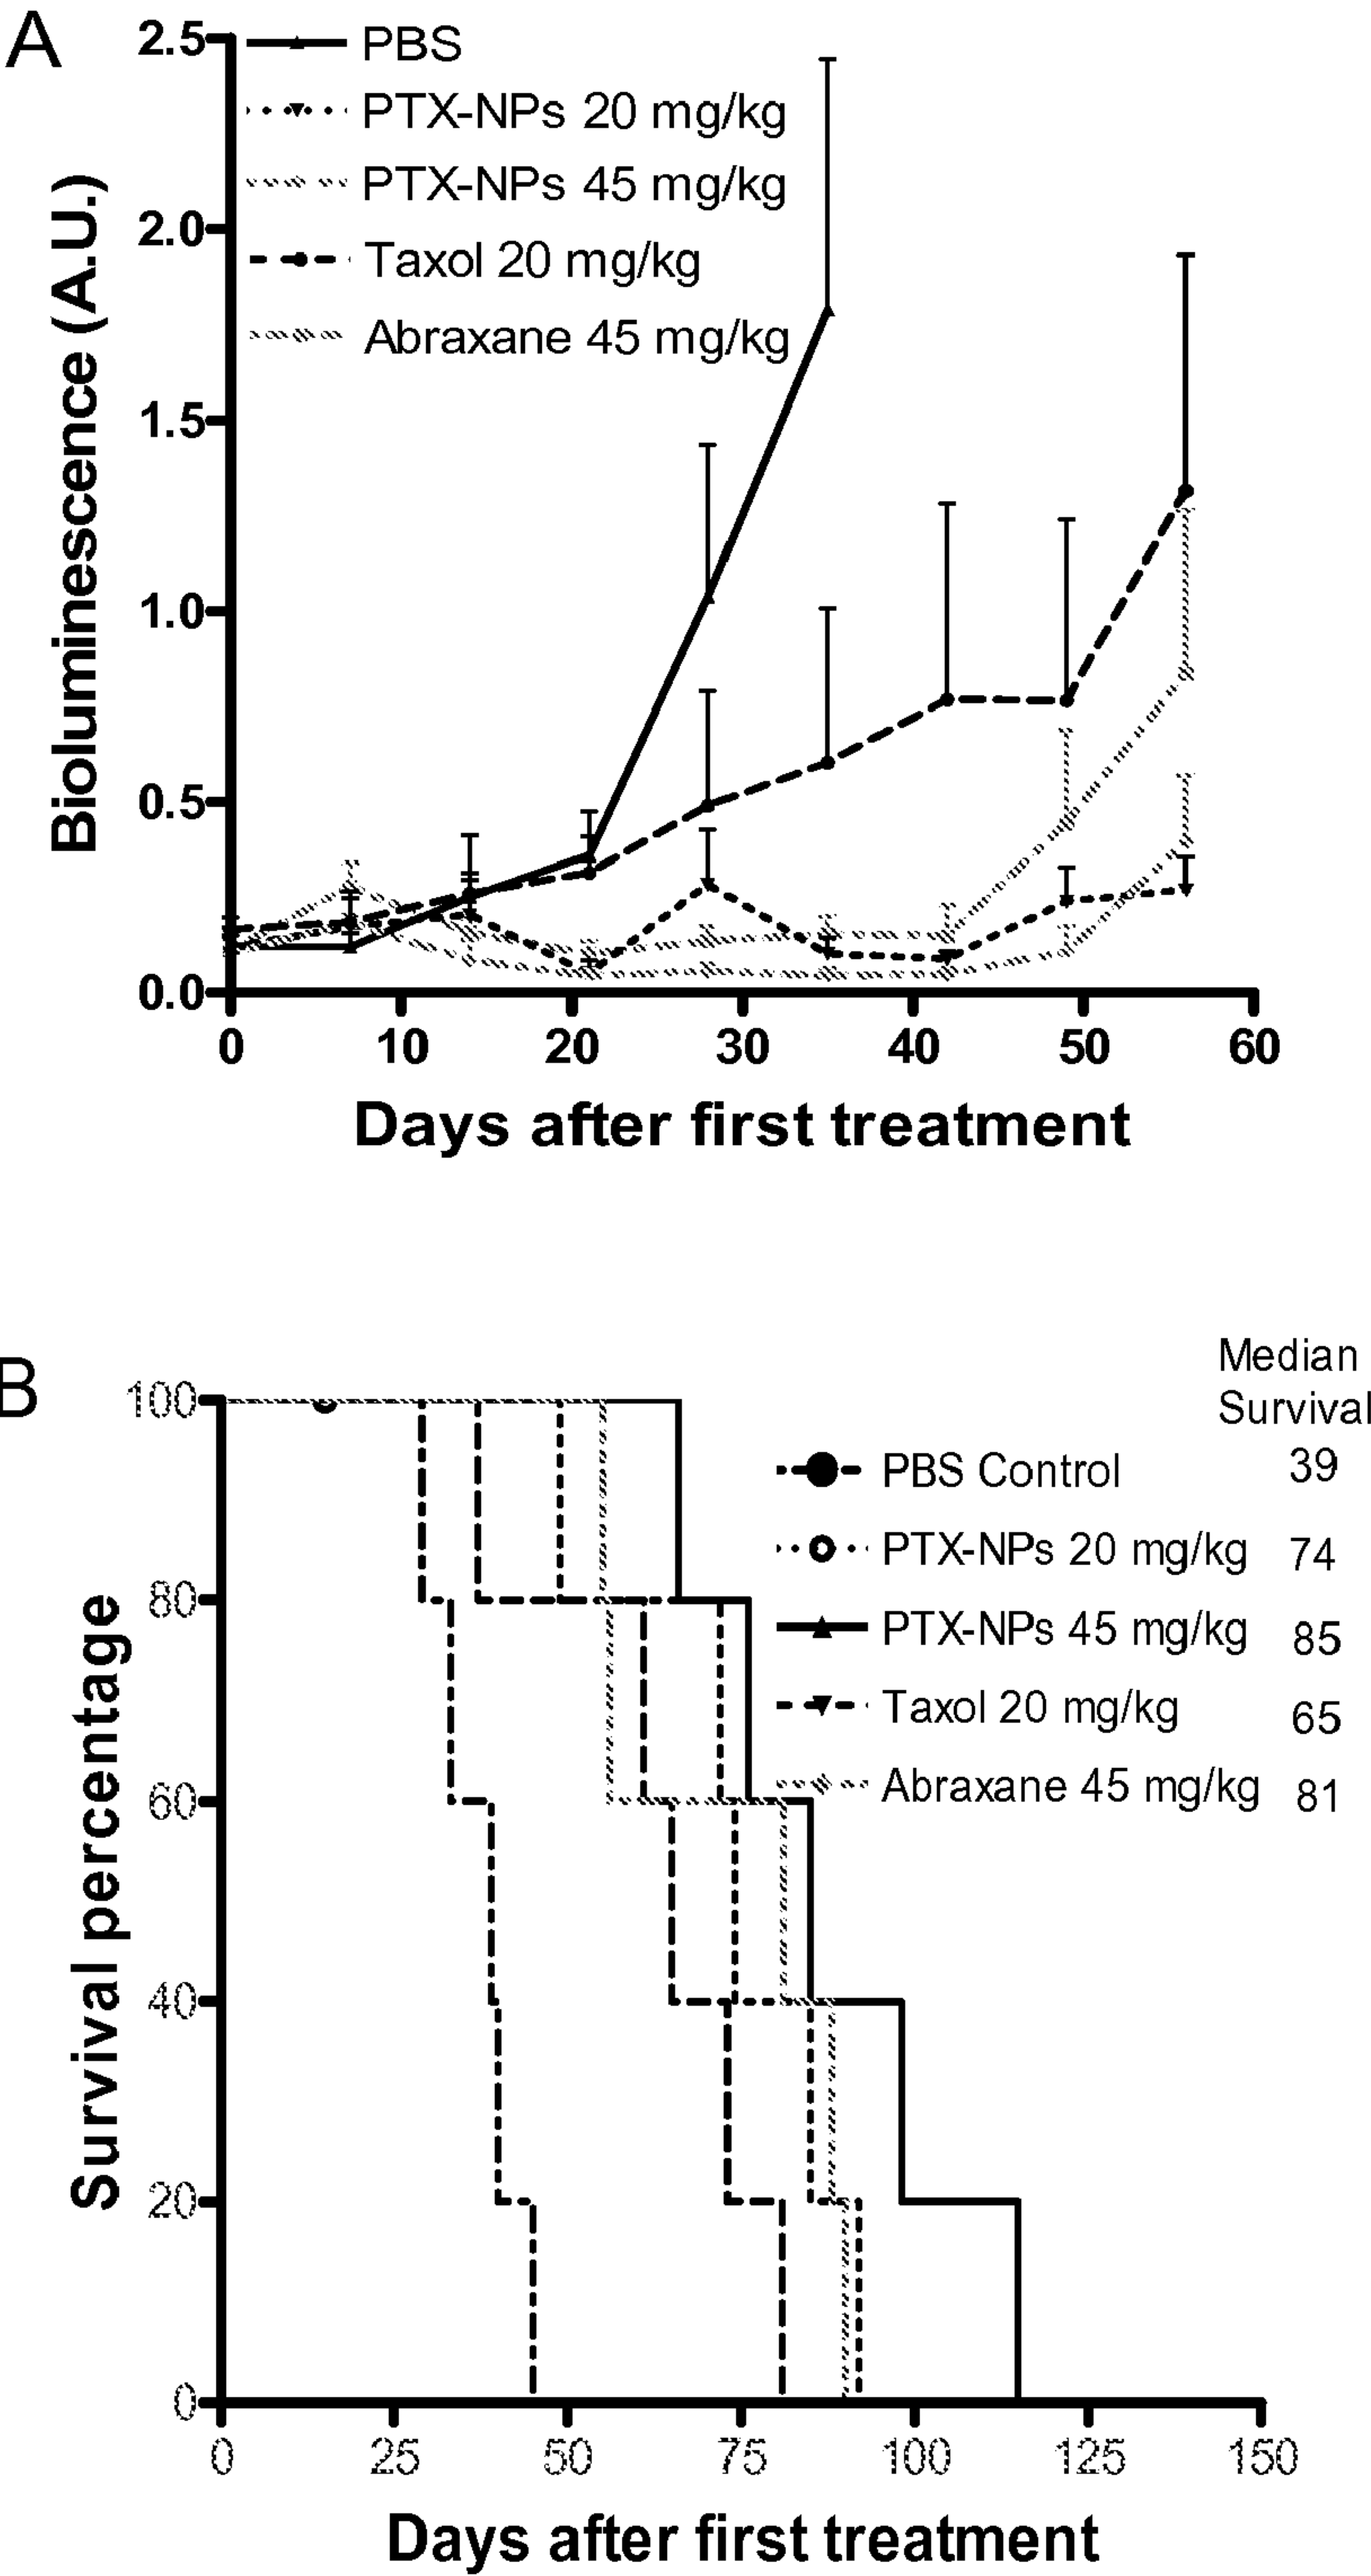 A
2.5
PBS
PTX-NPs 20 mg/kg
PTX-NPs 45 mg/kg
Taxol 20 mg/kg
Abraxane 45 mg/kg
2.0
1.5
1.0
0.5
0.0
Bioluminescence (A.U.)
0 10 20 30 40 50 60
Days after first treatment
B
Median
Survival
PBS Control 39
PTX-NPs 20 mg/kg 74
PTX-NPs 45 mg/kg 85
Taxol 20 mg/kg 65
Abraxane 45 mg/kg 81
100
80
60
40
20
0
Survival percentage
0 25 50 75 100 125 150
Days after first treatment